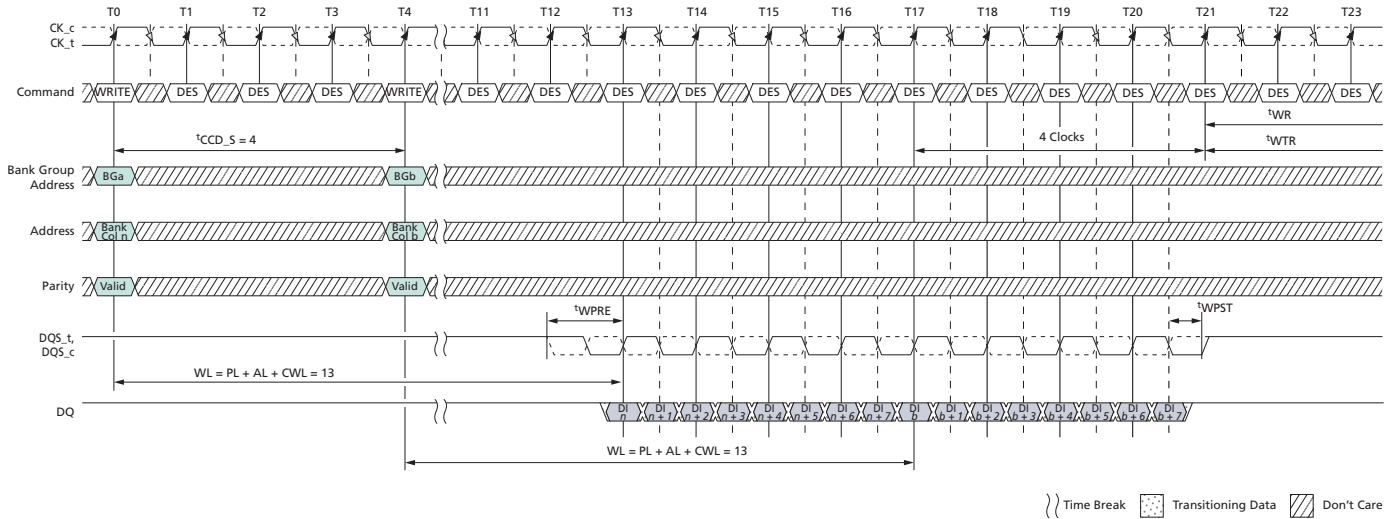 T0 T1 T2 T3 T4 T11 T12 T13 T14 T15 T16 T17 T18 T19 T20 T21 T22 T23
CK_c
CK_t
Command WRITE DES DES DES WRITE DES DES DES DES DES DES DES DES DES DES DES DES DES
tWR
tCCD_S = 4 4 Clocks tWTR
Bank Group
Address
BGa BGb
Address
Bank
Col n
Bank
Col b
Parity Valid Valid
tWPRE tWPST
DQS_t,
DQS_c
WL = PL + AL + CWL = 13
DQ
DI
n
DI
n + 1
DI
n + 2
DI
n + 3
DI
n + 4
DI
n + 5
DI
n + 6
DI
n + 7
DI
b
DI
b + 1
DI
b + 2
DI
b + 3
DI
b + 4
DI
b + 5
DI
b + 6
DI
b + 7
WL = PL + AL + CWL = 13
Time Break Transitioning Data Don't Care